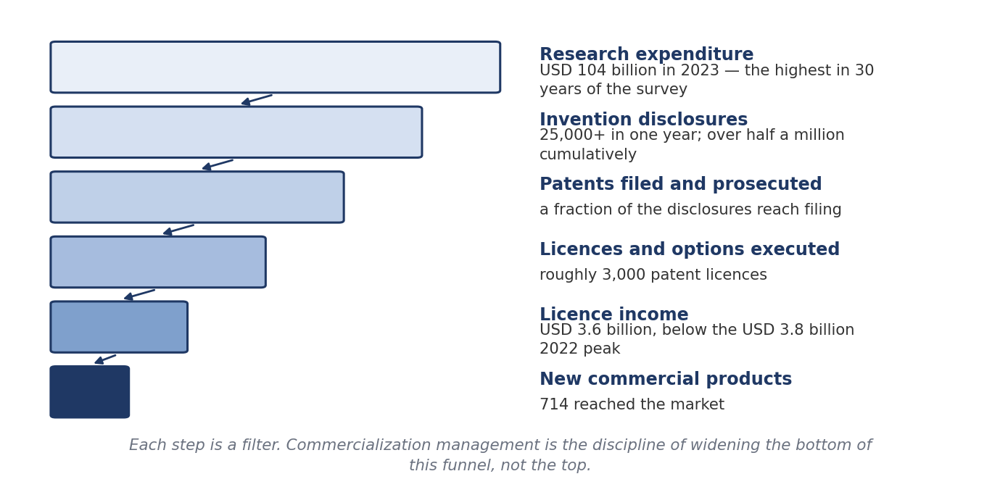 Research expenditure
USD 104 billion in 2023 — the highest in 30
years of the survey
Invention disclosures
25,000+ in one year; over half a million
cumulatively
Patents filed and prosecuted
a fraction of the disclosures reach filing
Licences and options executed
roughly 3,000 patent licences
Licence income
USD 3.6 billion, below the USD 3.8 billion
2022 peak
New commercial products
714 reached the market
Each step is a filter. Commercialization management is the discipline of widening the bottom of
this funnel, not the top.